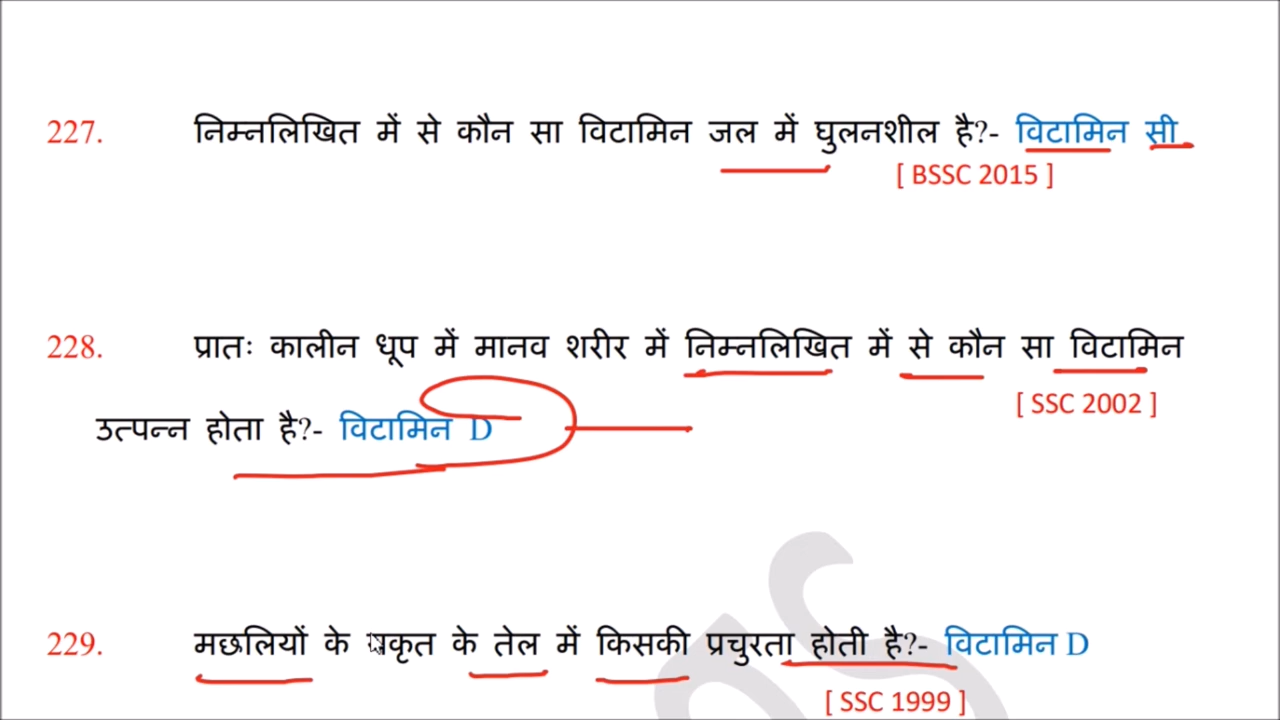 227. निम्नलिखित में से कौन सा विटामिन जल में घुलनशील है?- विटामिन सी
[ BSSC 2015 ]
228. प्रातः कालीन धूप में मानव शरीर में निम्नलिखित में से कौन सा विटामिन
[ SSC 2002 ]
उत्पन्न होता है?- विटामिन D
229. मछलियों के यकृत के तेल में किसकी प्रचुरता होती है?- विटामिन D
[ SSC 1999 ]